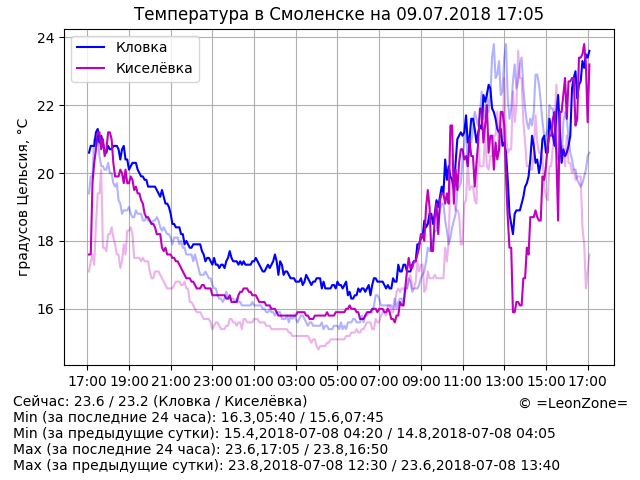 Температура в Смоленске на 09.07.2018 17:05
Кловка
Киселёвка
градусов Цельсия, °C
24
22
20
18
16
17:00 19:00 21:00 23:00 01:00 03:00 05:00 07:00 09:00 11:00 13:00 15:00 17:00
Сейчас: 23.6 / 23.2 (Кловка / Киселёвка)
© =LeonZone=
Min (за последние 24 часа): 16.3,05:40 / 15.6,07:45
Min (за предыдущие сутки): 15.4,2018-07-08 04:20 / 14.8,2018-07-08 04:05
Max (за последние 24 часа): 23.6,17:05 / 23.8,16:50
Max (за предыдущие сутки): 23.8,2018-07-08 12:30 / 23.6,2018-07-08 13:40